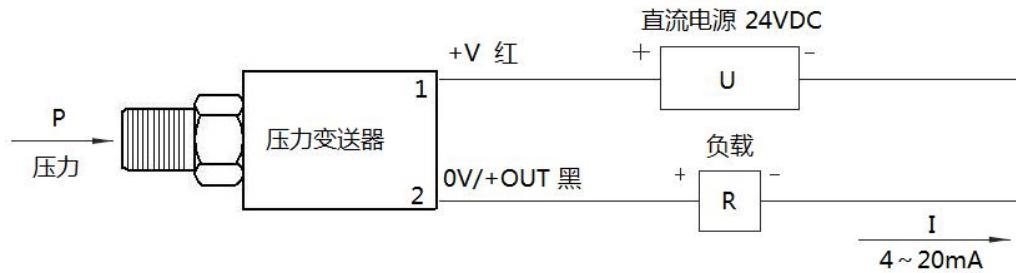 直流电源 24VDC
+V 红
+ U −
1
P
压力
压力变送器
负载
2
0V/+OUT 黑
+ R −
I
4~20mA